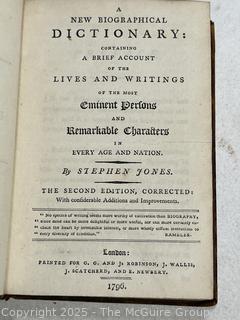 A
NEW BIOGRAPHICAL
DICTIONARY:
CONTAINING
A BRIEF ACCOUNT
OF THE
LIVES AND WRITINGS
OF THE MOST
Eminent Persons
AND
Remarkable Characters
IN
EVERY AGE AND NATION.
By STEPHEN JONES.
THE SECOND EDITION, CORRECTED:
With considerable Additions and Improvements.
"No species of writing seems more worthy of cultivation than BIOGRAPHY,
"since none can be more delightful or more useful, nor can more certainly en-
"chain the heart by irresistible interest, or more widely diffuse instruction to
"every diversity of condition." RAMBLER.
London:
PRINTED FOR G. G. AND J. ROBINSON, J. WALLIS,
J. SCATCHERD, AND E. NEWBERY.
1796.
Copyright 2025 - McGuire Group LLC